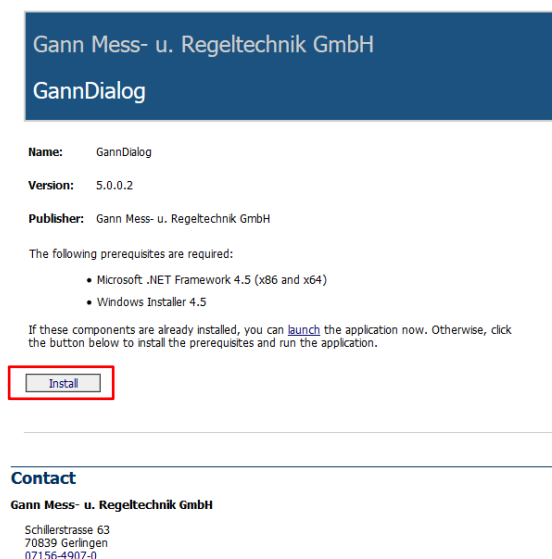 Gann Mess- u. Regeltechnik GmbH
GannDialog
Name: GannDialog
Version: 5.0.0.2
Publisher: Gann Mess- u. Regeltechnik GmbH
The following prerequisites are required:
• Microsoft .NET Framework 4.5 (x86 and x64)
• Windows Installer 4.5
If these components are already installed, you can launch the application now. Otherwise, click
the button below to install the prerequisites and run the application.
Install
Contact
Gann Mess- u. Regeltechnik GmbH
Schillerstrasse 63
70839 Gerlingen
07156-4907-0